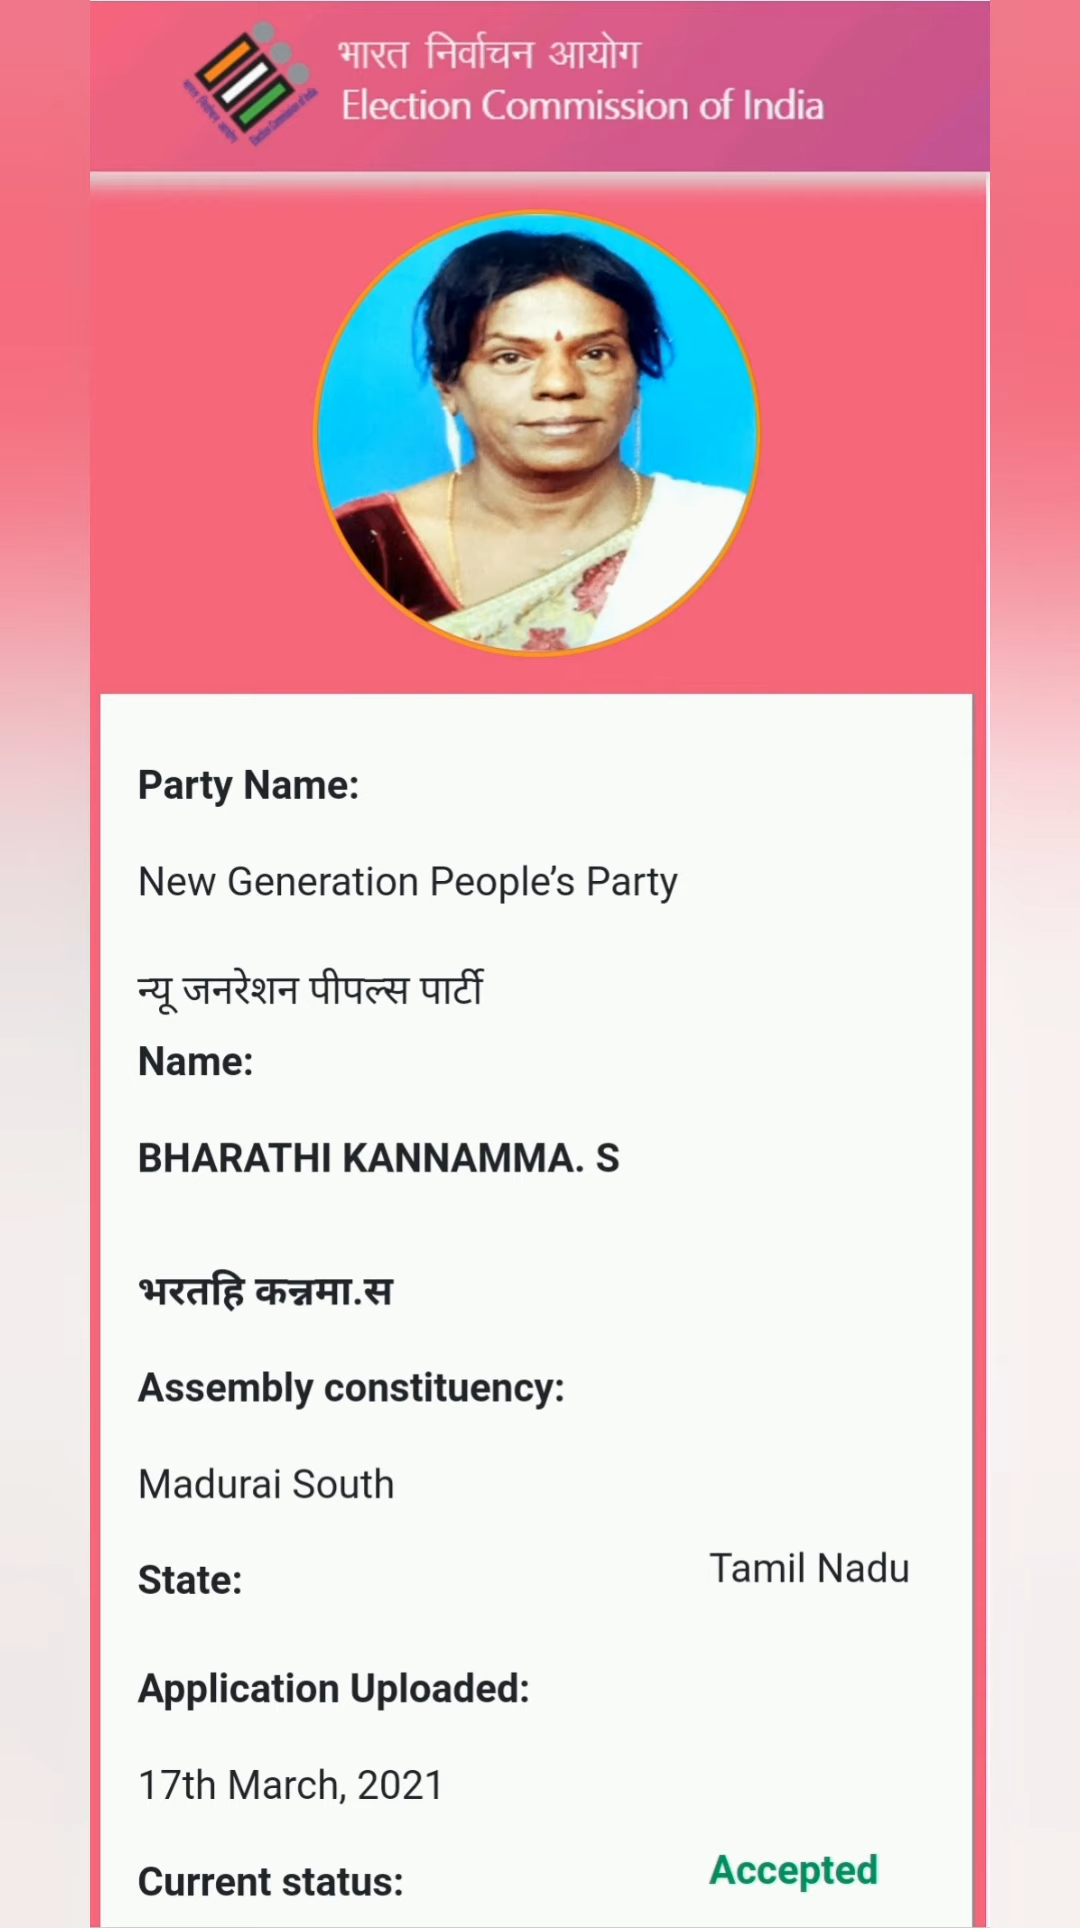 भारत निर्वाचन आयोग
Election Commission of India
Party Name:
New Generation People’s Party
न्यू जनरेशन पीपल्स पार्टी
Name:
BHARATHI KANNAMMA. S
भरतहि कन्नमा.स
Assembly constituency:
Madurai South
State:
Tamil Nadu
Application Uploaded:
17th March, 2021
Current status:
Accepted